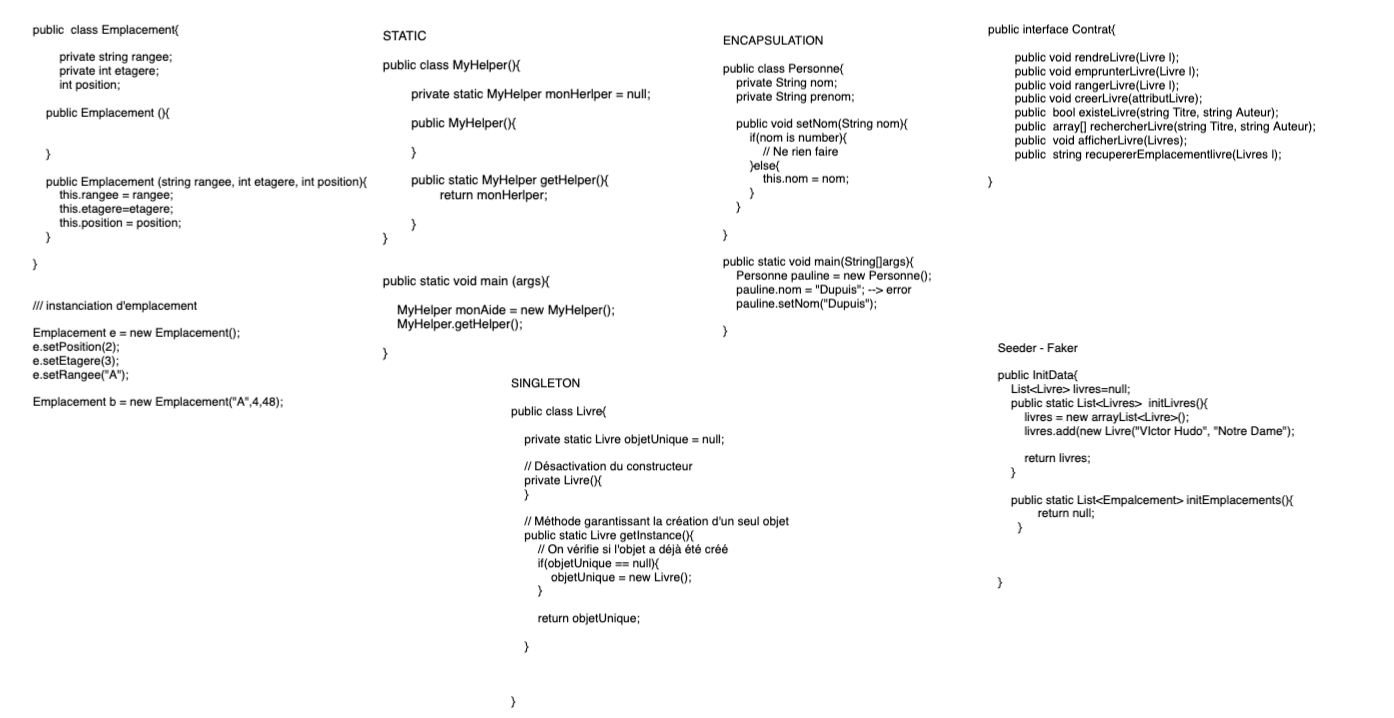 public  class Emplacement{
private string rangee;
private int etagere;
int position;
public Emplacement (){
}
public Emplacement (string rangee, int etagere, int position){
this.rangee = rangee;
this.etagere=etagere;
this.position = position;
}
}
/// instanciation d'emplacement
Emplacement e = new Emplacement();
e.setPosition(2);
e.setEtagere(3);
e.setRangee("A");
Emplacement b = new Emplacement("A",4,48);
STATIC
public class MyHelper(){
private static MyHelper monHerlper = null;
public MyHelper(){
}
public static MyHelper getHelper(){
return monHerlper;
}
}
public static void main (args){
MyHelper monAide = new MyHelper();
MyHelper.getHelper();
}
SINGLETON
public class Livre{
private static Livre objetUnique = null;
// Désactivation du constructeur
private Livre(){
}
// Méthode garantissant la création d'un seul objet
public static Livre getInstance(){
// On vérifie si l'objet a déjà été créé
if(objetUnique == null){
objetUnique = new Livre();
}
return objetUnique;
}
}
ENCAPSULATION
public class Personne{
private String nom;
private String prenom;
public void setNom(String nom){
if(nom is number){
// Ne rien faire
}else{
this.nom = nom;
}
}
}
public static void main(String[]args){
Personne pauline = new Personne();
pauline.nom = "Dupuis"; --> error
pauline.setNom("Dupuis");
}
public interface Contrat{
public void rendreLivre(Livre l);
public void emprunterLivre(Livre l);
public void rangerLivre(Livre l);
public void creerLivre(attributLivre);
public  bool existeLivre(string Titre, string Auteur);
public  array[] rechercherLivre(string Titre, string Auteur);
public  void afficherLivre(Livres);
public  string recupererEmplacementlivre(Livres l);
}
Seeder - Faker
public InitData{
List<Livre> livres=null;
public static List<Livres>  initLivres(){
livres = new arrayList<Livre>();
livres.add(new Livre("VIctor Hudo", "Notre Dame");
return livres;
}
public static List<Empalcement> initEmplacements(){
return null;
}
}